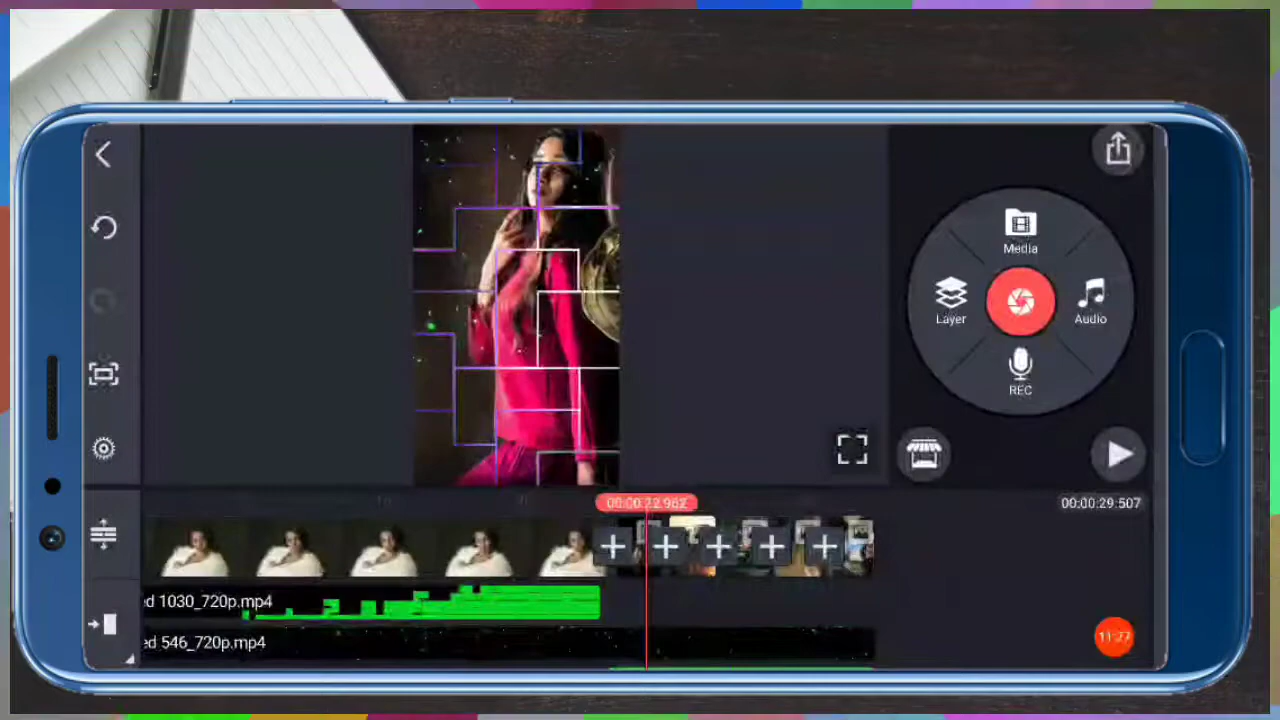 Media
Layer
Audio
REC
00:00:22.962
00:00:29.507
ed 1030_720p.mp4
ed 546_720p.mp4
11:27